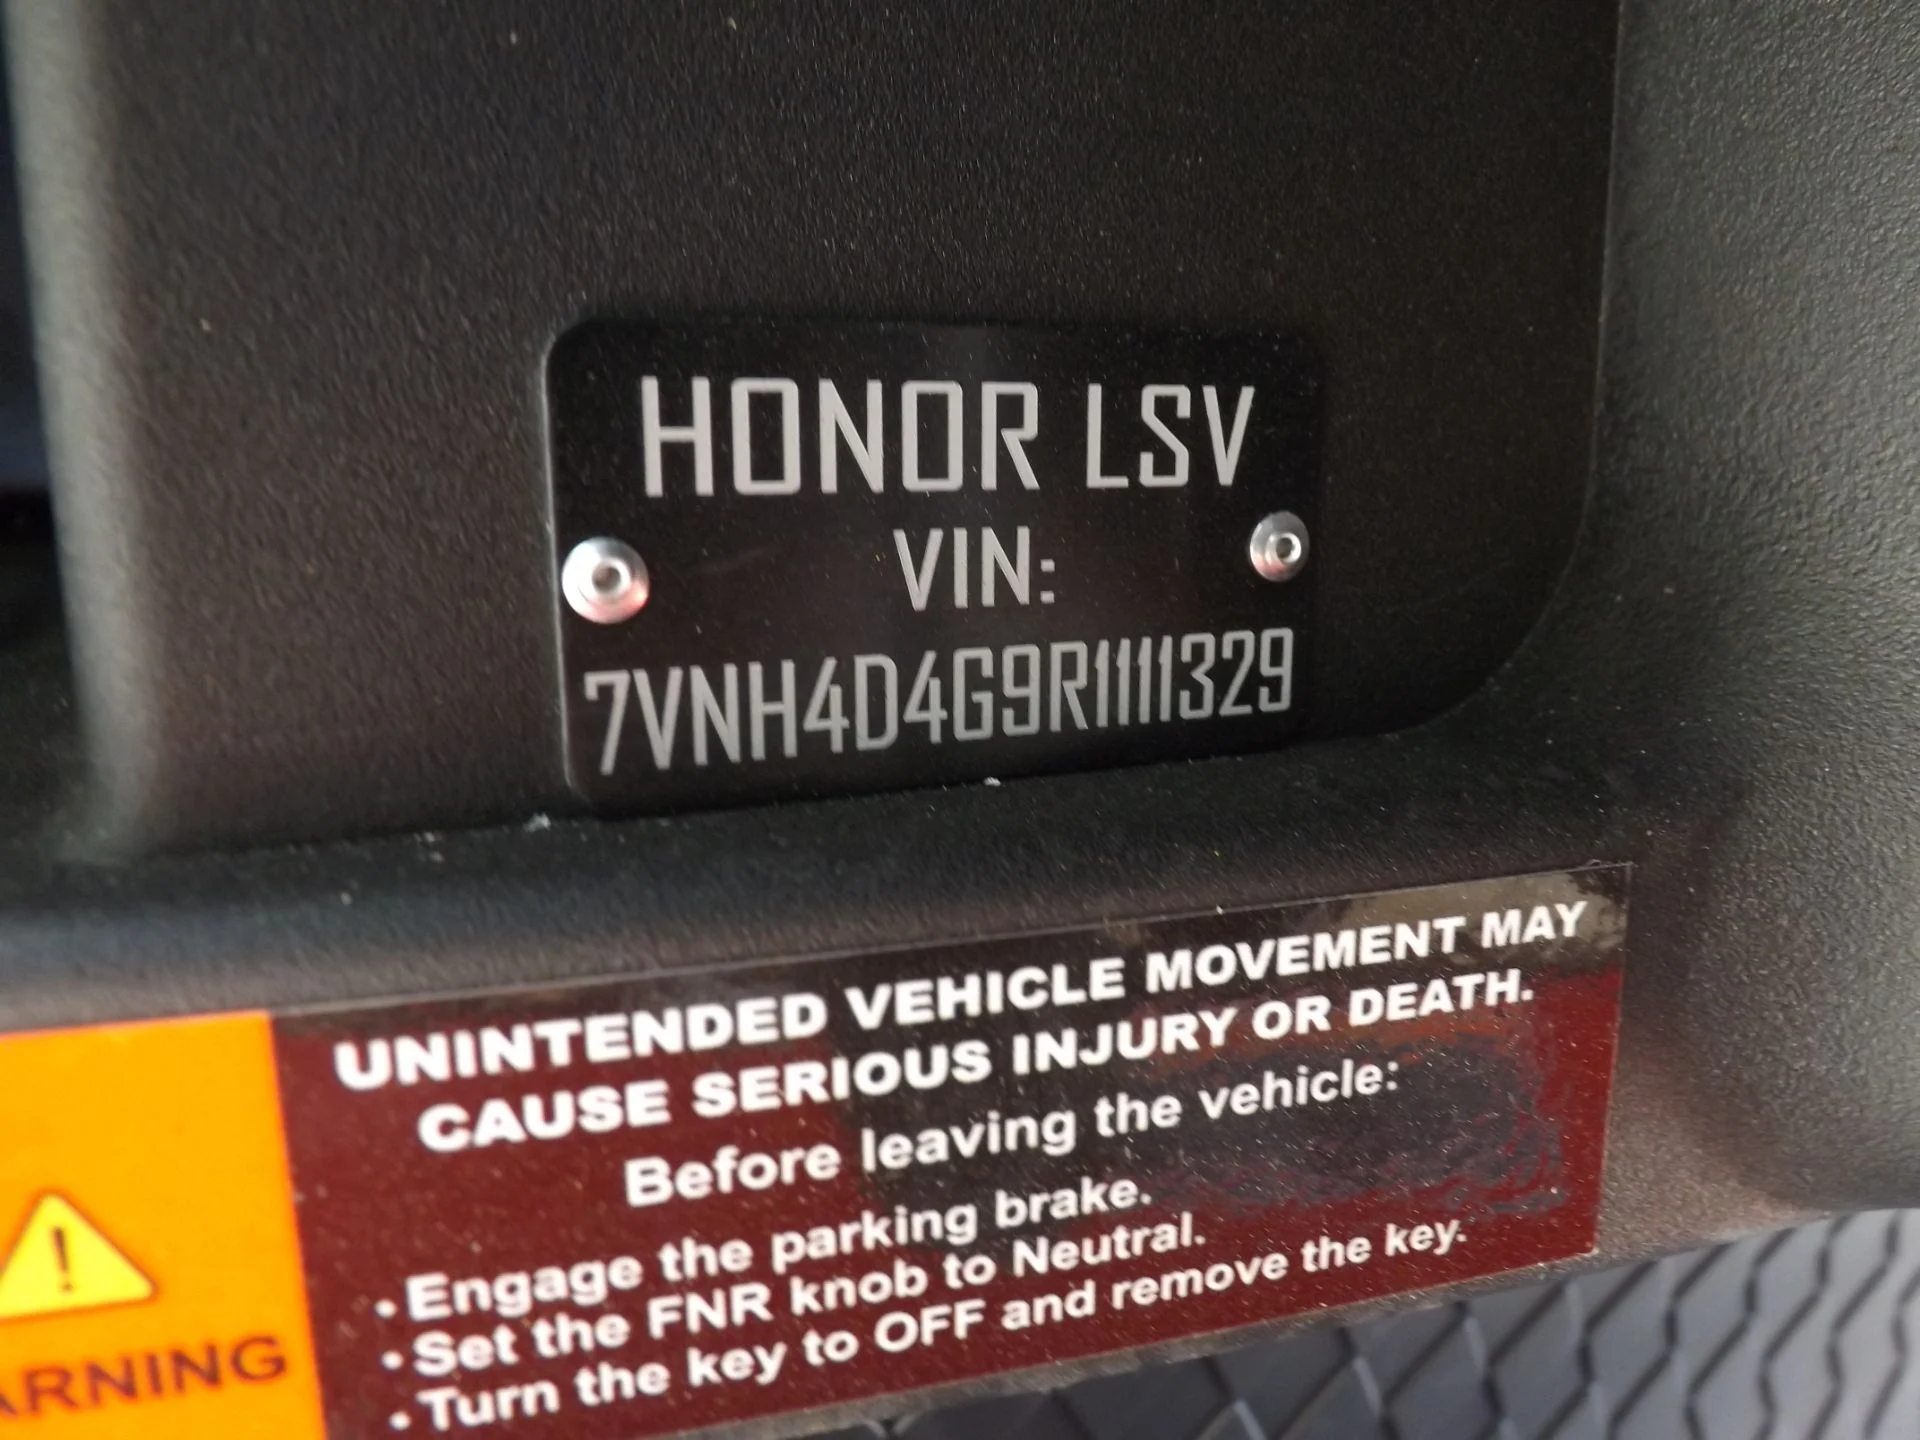 HONOR LSV
VIN:
7VNH4D4G9R1111329
UNINTENDED VEHICLE MOVEMENT MAY
CAUSE SERIOUS INJURY OR DEATH.
Before leaving the vehicle:
• Engage the parking brake.
• Set the FNR knob to Neutral.
• Turn the key to OFF and remove the key.
ARNING